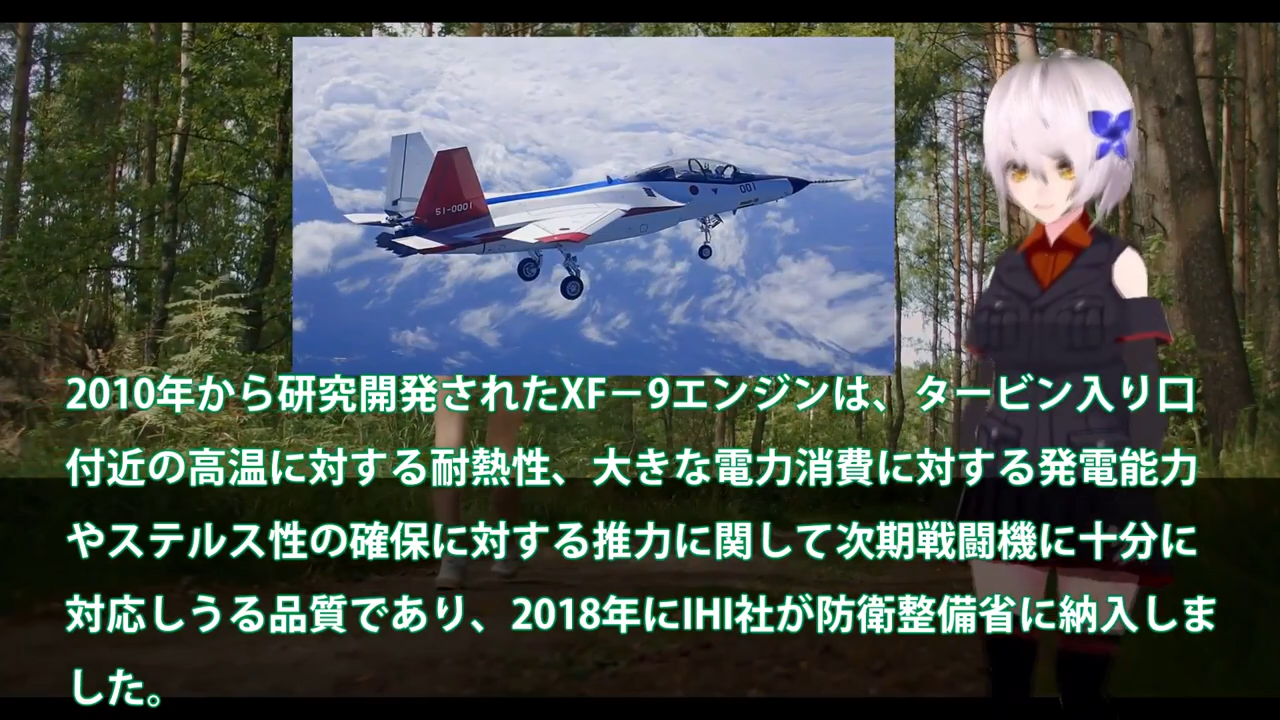 001
51-0001
2010年から研究開発されたXF－9エンジンは、タービン入り口
付近の高温に対する耐熱性、大きな電力消費に対する発電能力
やステルス性の確保に対する推力に関して次期戦闘機に十分に
対応しうる品質であり、2018年にIHI社が防衛整備省に納入しま
した。